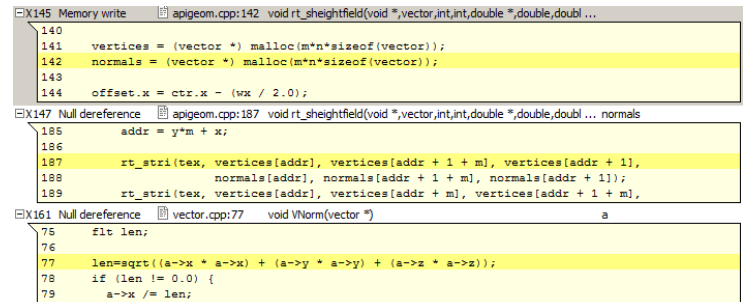 X145 Memory write apigeom.cpp:142 void rt_sheightfield(void *,vector,int,int,double *,double,doubl ...
140
141 vertices = (vector *) malloc(m*n*sizeof(vector));
142 normals = (vector *) malloc(m*n*sizeof(vector));
143
144 offset.x = ctr.x - (wx / 2.0);
X147 Null dereference apigeom.cpp:187 void rt_sheightfield(void *,vector,int,int,double *,double,doubl ... normals
185 addr = y*m + x;
186
187 rt_stri(tex, vertices[addr], vertices[addr + 1 + m], vertices[addr + 1],
188 normals[addr], normals[addr + 1 + m], normals[addr + 1]);
189 rt_stri(tex, vertices[addr], vertices[addr + m], vertices[addr + 1 + m],
X161 Null dereference vector.cpp:77 void VNorm(vector *) a
75 flt len;
76
77 len=sqrt((a->x * a->x) + (a->y * a->y) + (a->z * a->z));
78 if (len != 0.0) {
79 a->x /= len;